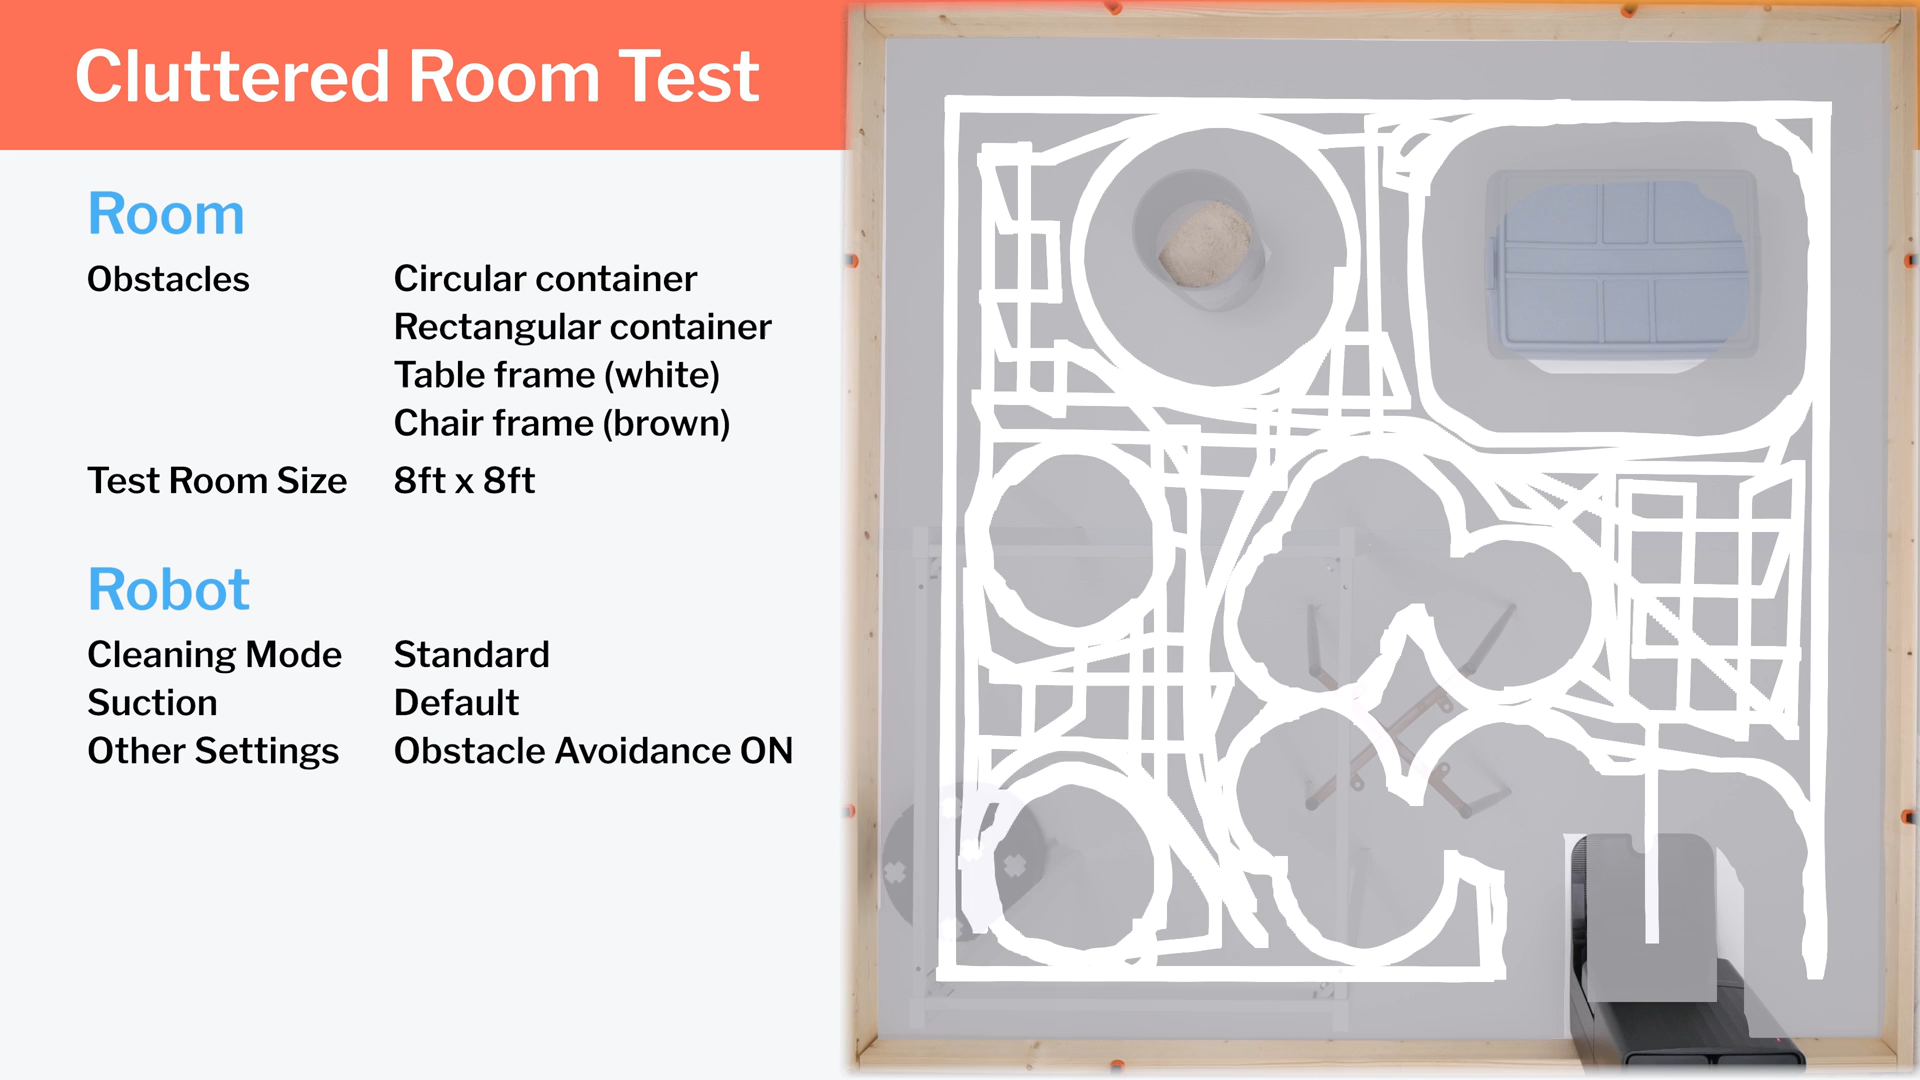 Cluttered Room Test
Room
Obstacles Circular container
Rectangular container
Table frame (white)
Chair frame (brown)
Test Room Size 8ft x 8ft
Robot
Cleaning Mode Standard
Suction Default
Other Settings Obstacle Avoidance ON